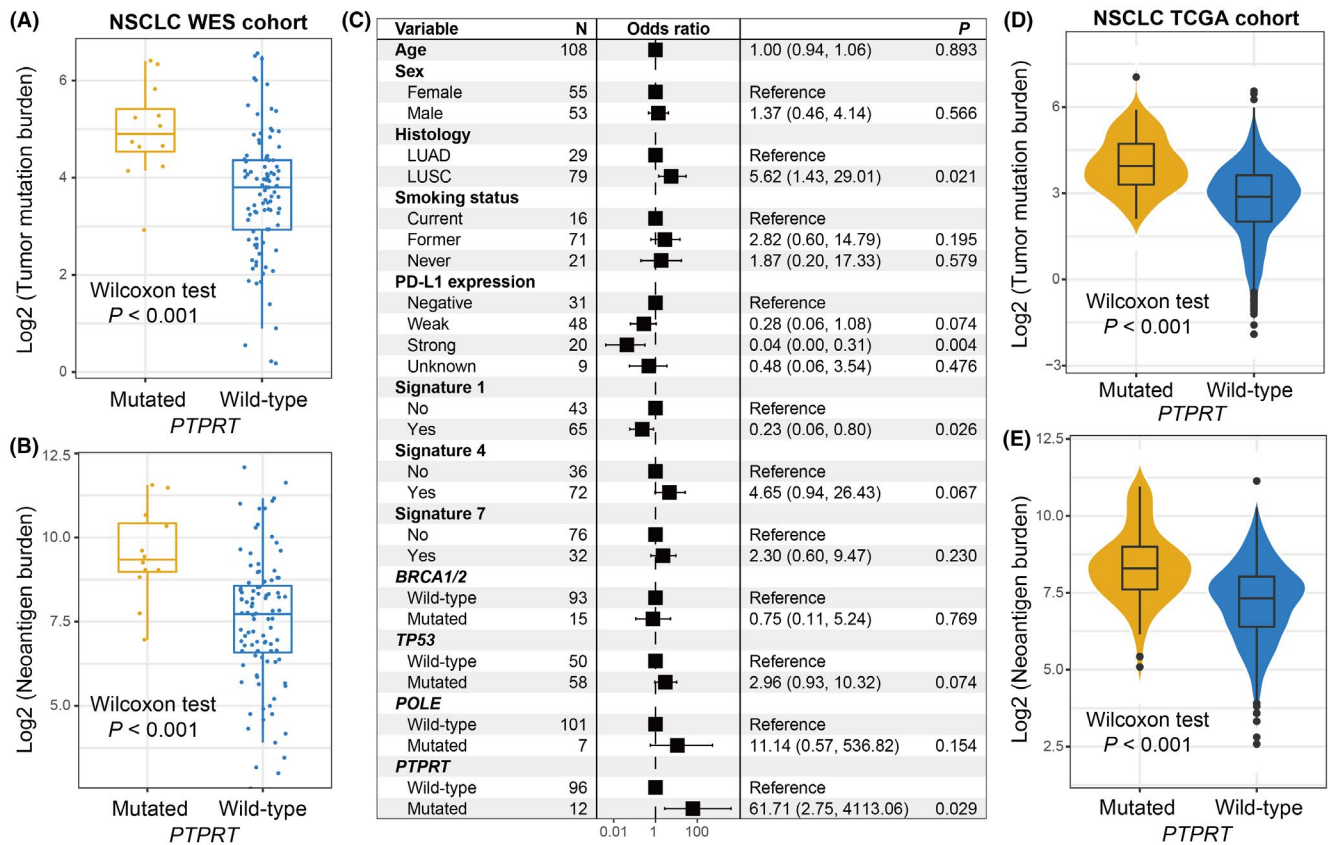 (A) NSCLC WES cohort
Log2 (Tumor mutation burden)
6
4
2
0
Wilcoxon test
P < 0.001
Mutated Wild-type
PTPRT
(B)
Log2 (Neoantigen burden)
12.5
10.0
7.5
5.0
Wilcoxon test
P < 0.001
Mutated Wild-type
PTPRT
(C)
Variable N Odds ratio P
Age 108 1.00 (0.94, 1.06) 0.893
Sex
Female 55 Reference
Male 53 1.37 (0.46, 4.14) 0.566
Histology
LUAD 29 Reference
LUSC 79 5.62 (1.43, 29.01) 0.021
Smoking status
Current 16 Reference
Former 71 2.82 (0.60, 14.79) 0.195
Never 21 1.87 (0.20, 17.33) 0.579
PD-L1 expression
Negative 31 Reference
Weak 48 0.28 (0.06, 1.08) 0.074
Strong 20 0.04 (0.00, 0.31) 0.004
Unknown 9 0.48 (0.06, 3.54) 0.476
Signature 1
No 43 Reference
Yes 65 0.23 (0.06, 0.80) 0.026
Signature 4
No 36 Reference
Yes 72 4.65 (0.94, 26.43) 0.067
Signature 7
No 76 Reference
Yes 32 2.30 (0.60, 9.47) 0.230
BRCA1/2
Wild-type 93 Reference
Mutated 15 0.75 (0.11, 5.24) 0.769
TP53
Wild-type 50 Reference
Mutated 58 2.96 (0.93, 10.32) 0.074
POLE
Wild-type 101 Reference
Mutated 7 11.14 (0.57, 536.82) 0.154
PTPRT
Wild-type 96 Reference
Mutated 12 61.71 (2.75, 4113.06) 0.029
0.01 1 100
(D) NSCLC TCGA cohort
Log2 (Tumor mutation burden)
6
3
0
−3
Wilcoxon test
P < 0.001
Mutated Wild-type
PTPRT
(E)
Log2 (Neoantigen burden)
12.5
10.0
7.5
5.0
2.5
Wilcoxon test
P < 0.001
Mutated Wild-type
PTPRT